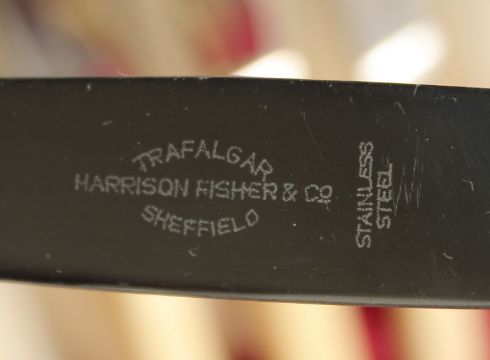 TRAFALGAR
HARRISON FISHER & Co
SHEFFIELD
STAINLESS
STEEL